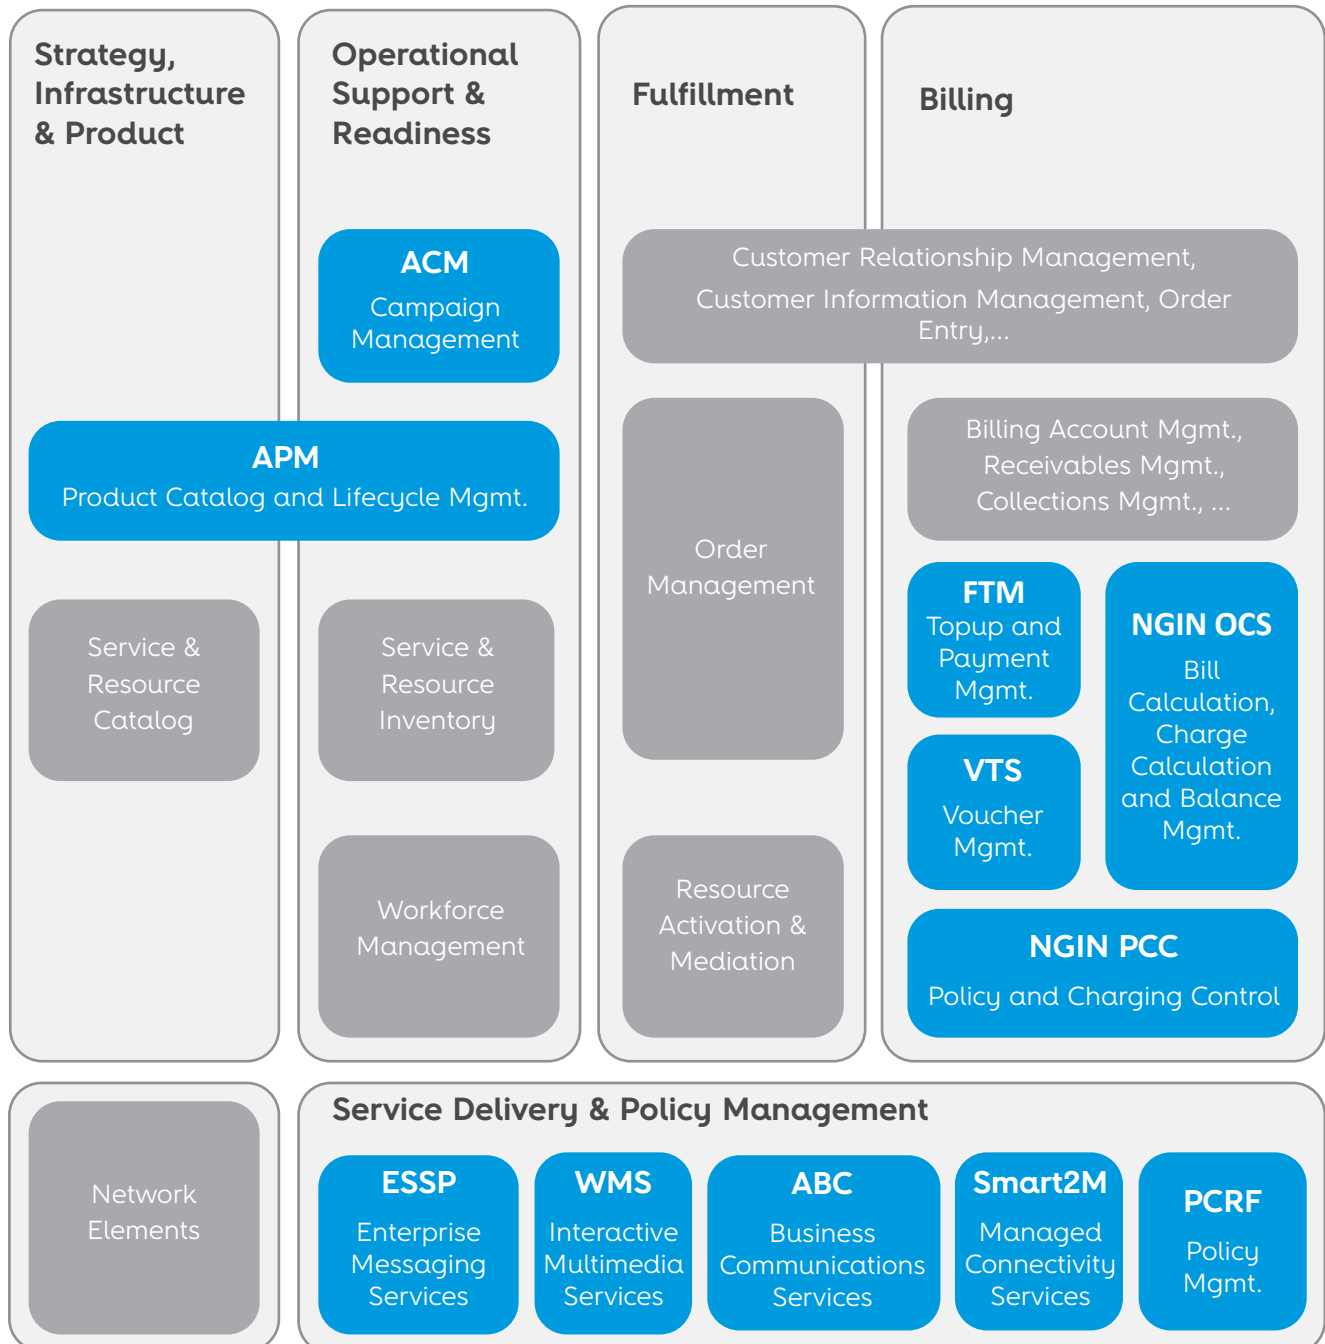 Strategy,
Infrastructure
& Product
Operational
Support &
Readiness
Fulfillment
Billing
ACM
Campaign
Management
Customer Relationship Management,
Customer Information Management, Order
Entry,...
APM
Product Catalog and Lifecycle Mgmt.
Order
Management
Billing Account Mgmt.,
Receivables Mgmt.,
Collections Mgmt., ...
Service &
Resource
Catalog
Service &
Resource
Inventory
FTM
Topup and
Payment
Mgmt.
NGIN OCS
Bill
Calculation,
Charge
Calculation
and Balance
Mgmt.
VTS
Voucher
Mgmt.
Workforce
Management
Resource
Activation &
Mediation
NGIN PCC
Policy and Charging Control
Network
Elements
Service Delivery & Policy Management
ESSP
Enterprise
Messaging
Services
WMS
Interactive
Multimedia
Services
ABC
Business
Communications
Services
Smart2M
Managed
Connectivity
Services
PCRF
Policy
Mgmt.